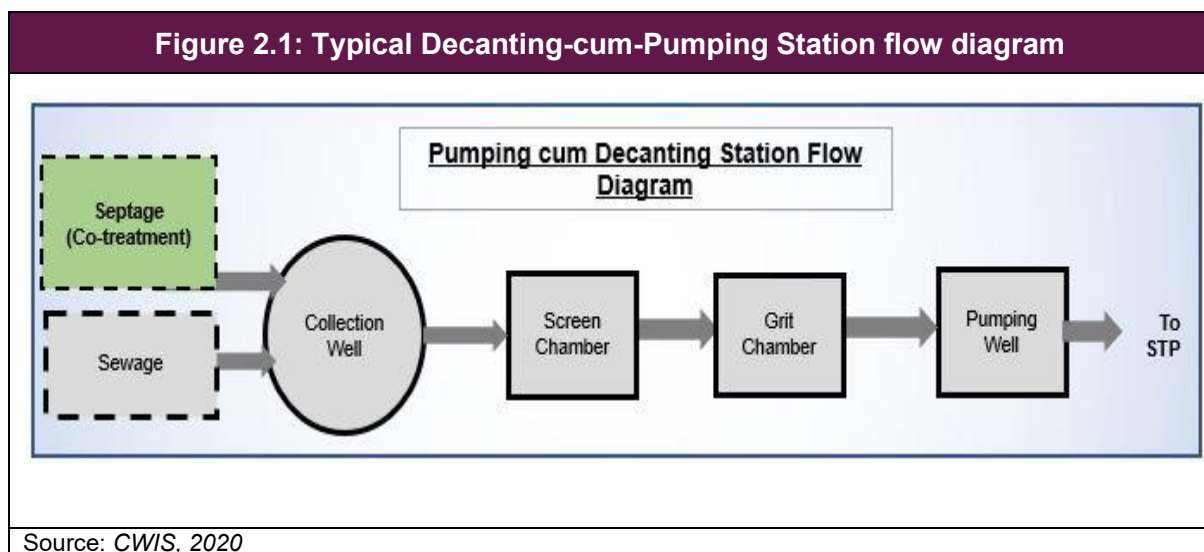 Figure 2.1: Typical Decanting-cum-Pumping Station flow diagram
Pumping cum Decanting Station Flow
Diagram
Septage
(Co-treatment)
Sewage
Collection
Well
Screen
Chamber
Grit
Chamber
Pumping
Well
To
STP
Source: CWIS, 2020